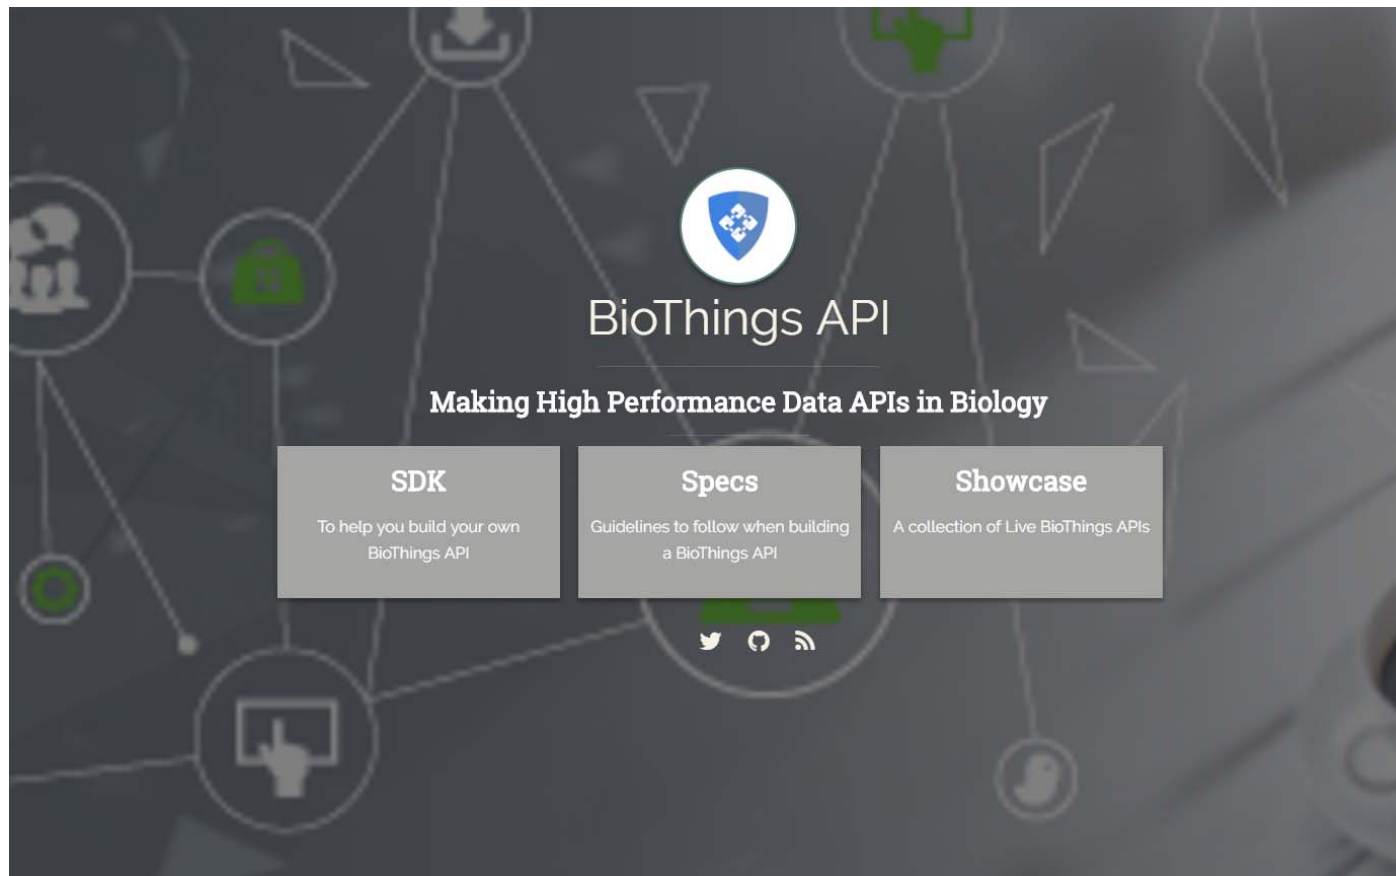 BioThings API
Making High Performance Data APIs in Biology
SDK
To help you build your own
BioThings API
Specs
Guidelines to follow when building
a BioThings API
Showcase
A collection of Live BioThings APIs